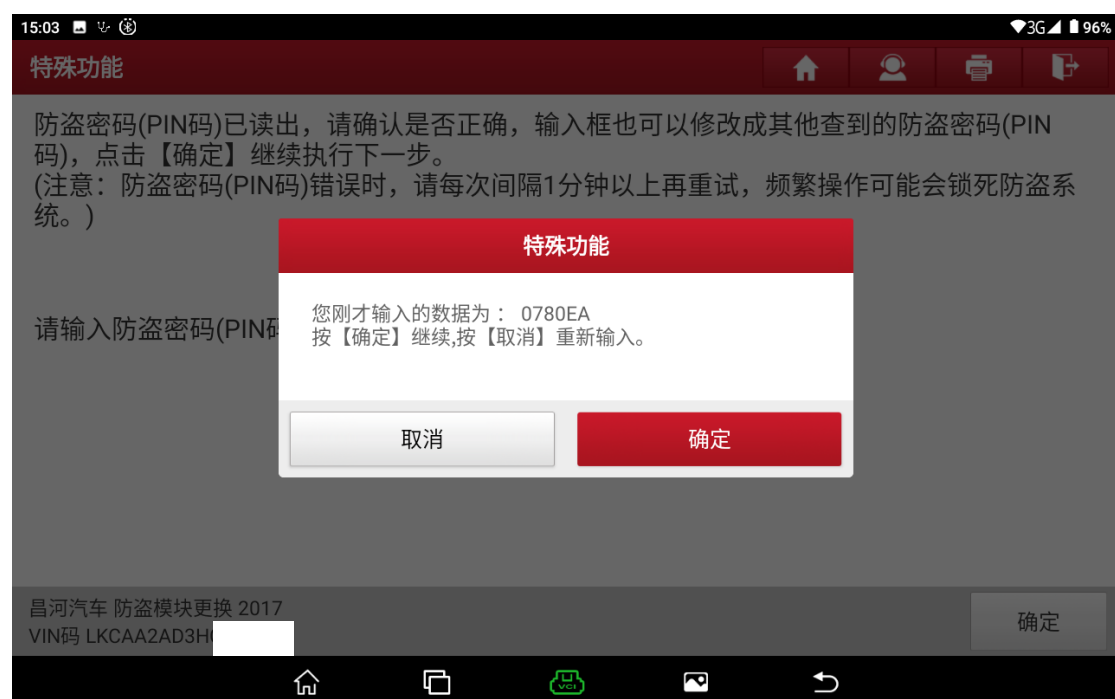 15:03
3G 96%
特殊功能
防盗密码(PIN码)已读出，请确认是否正确，输入框也可以修改成其他查到的防盗密码(PIN
码)，点击【确定】继续执行下一步。
(注意：防盗密码(PIN码)错误时，请每次间隔1分钟以上再重试，频繁操作可能会锁死防盗系
统。)
特殊功能
请输入防盗密码(PIN码
您刚才输入的数据为： 0780EA
按【确定】继续,按【取消】重新输入。
取消
确定
昌河汽车 防盗模块更换 2017
VIN码 LKCAA2AD3H
确定
VCI